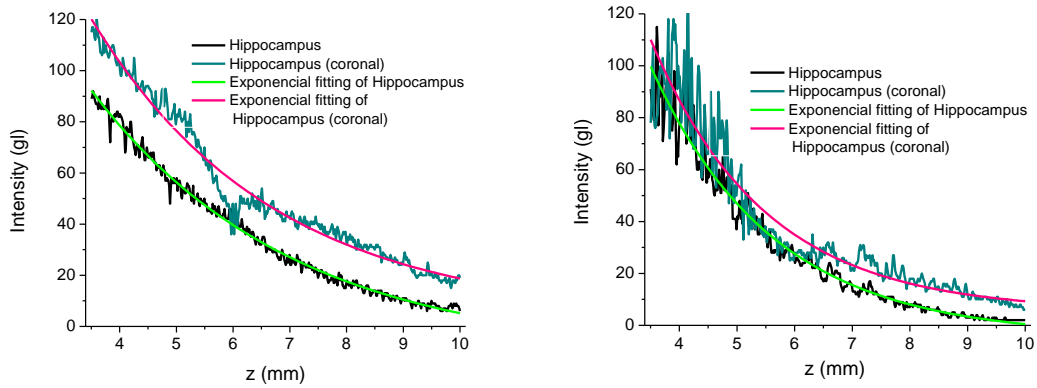 120
100
80
60
40
20
0
Intensity (gl)
Hippocampus
Hippocampus (coronal)
Exponencial fitting of Hippocampus
Exponencial fitting of
Hippocampus (coronal)
4 5 6 7 8 9 10
z (mm)
120
100
80
60
40
20
0
Intensity (gl)
Hippocampus
Hippocampus (coronal)
Exponencial fitting of Hippocampus
Exponencial fitting of
Hippocampus (coronal)
4 5 6 7 8 9 10
z (mm)